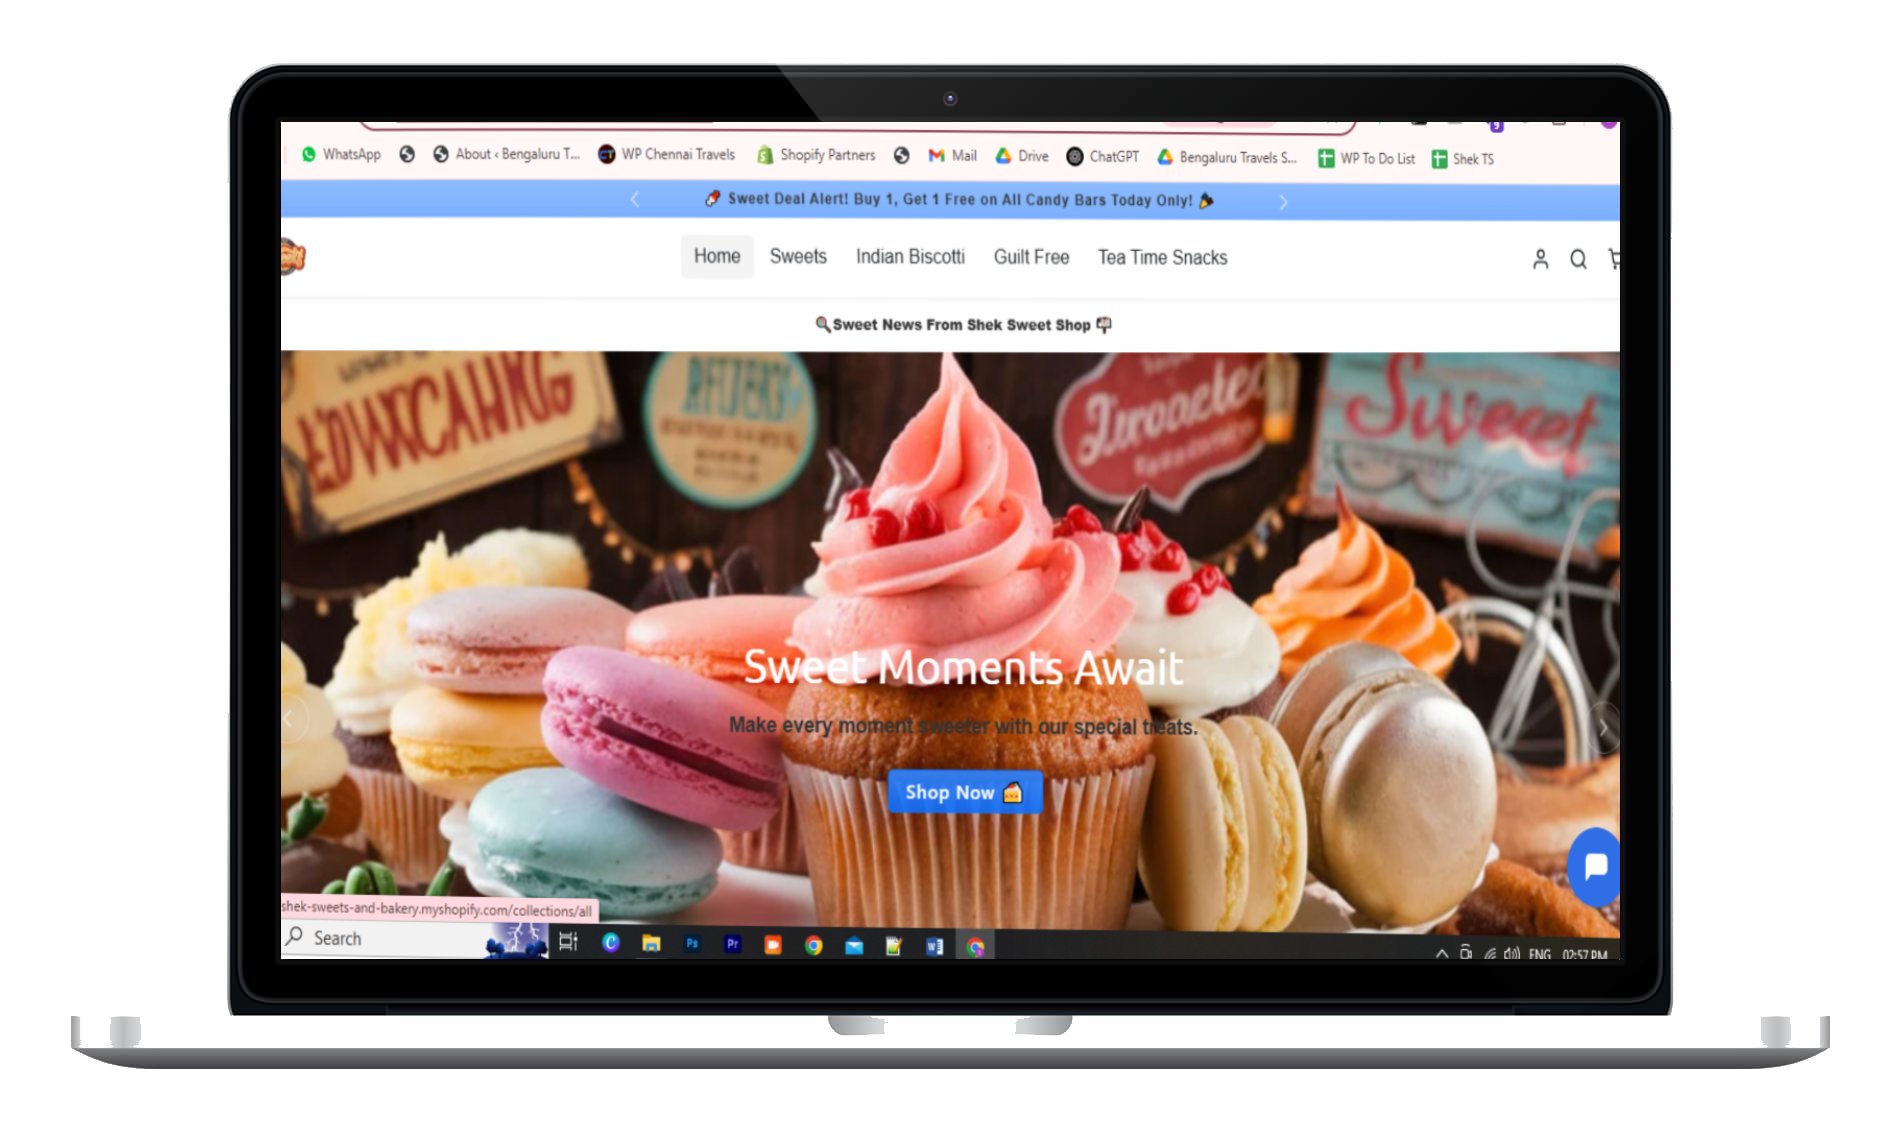 WhatsApp About ‹ Bengaluru T... WP Chennai Travels Shopify Partners Mail Drive ChatGPT Bengaluru Travels S... WP To Do List Shek TS
Sweet Deal Alert! Buy 1, Get 1 Free on All Candy Bars Today Only!
Home Sweets Indian Biscotti Guilt Free Tea Time Snacks
Sweet News From Shek Sweet Shop
Sweet Moments Await
Make every moment sweeter with our special treats.
Shop Now
shek-sweets-and-bakery.myshopify.com/collections/all
Search Ps Pr ENG 02:57 PM